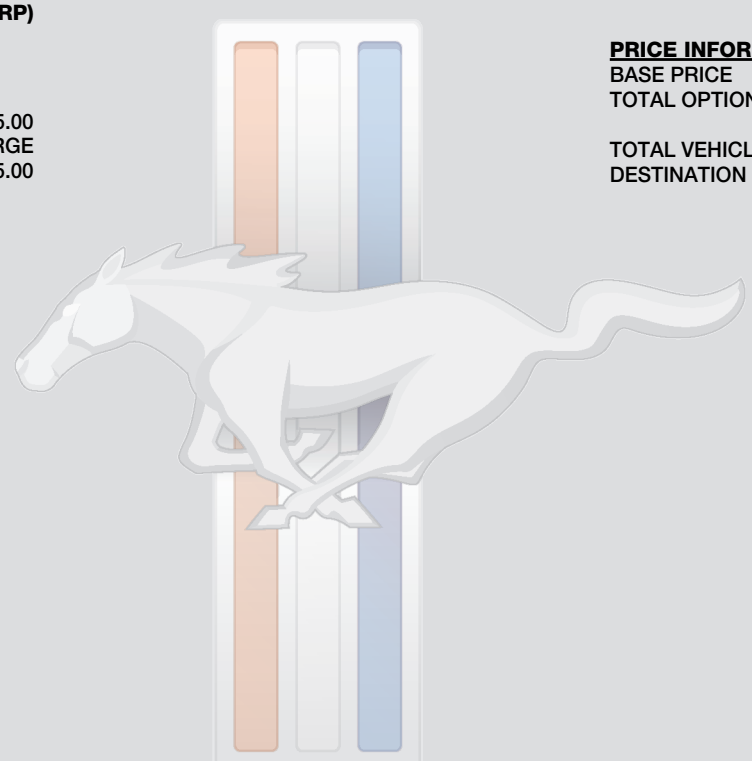 RP)
5.00
RGE
5.00
PRICE INFOR
BASE PRICE
TOTAL OPTION
TOTAL VEHICL
DESTINATION